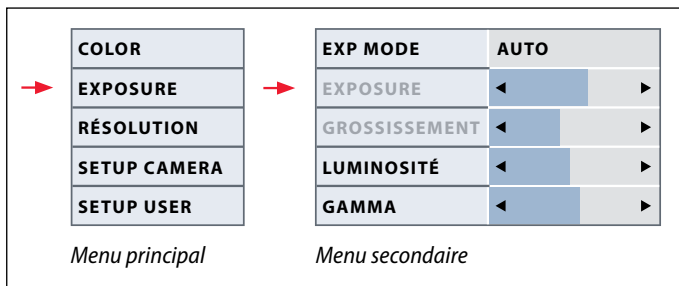 COLOR
EXPOSURE
RÉSOLUTION
SETUP CAMERA
SETUP USER
Menu principal
EXP MODE AUTO
EXPOSURE
GROSSISSEMENT
LUMINOSITÉ
GAMMA
Menu secondaire